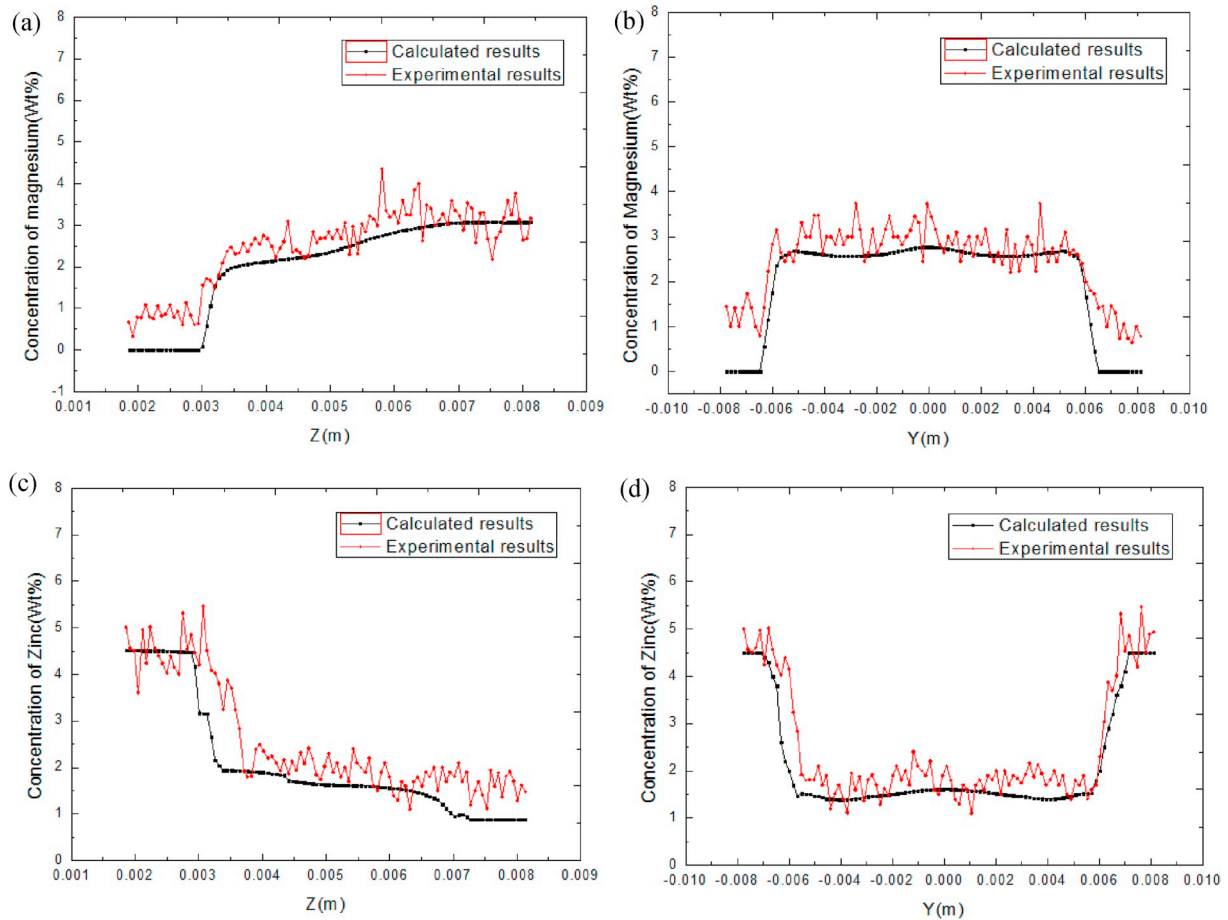 (a)
Concentration of magnesium(Wt%)
8
7
6
5
4
3
2
1
0
-1
Calculated results
Experimental results
0.001 0.002 0.003 0.004 0.005 0.006 0.007 0.008 0.009
Z(m)
(b)
Concentration of Magnesium(Wt%)
8
7
6
5
4
3
2
1
0
Calculated results
Experimental results
-0.010 -0.008 -0.006 -0.004 -0.002 0.000 0.002 0.004 0.006 0.008 0.010
Y(m)
(c)
Concentration of Zinc(Wt%)
8
7
6
5
4
3
2
1
0
Calculated results
Experimental results
0.001 0.002 0.003 0.004 0.005 0.006 0.007 0.008 0.009
Z(m)
(d)
Concentration of Zinc(Wt%)
8
7
6
5
4
3
2
1
0
Calculated results
Experimental results
-0.010 -0.008 -0.006 -0.004 -0.002 0.000 0.002 0.004 0.006 0.008 0.010
Y(m)